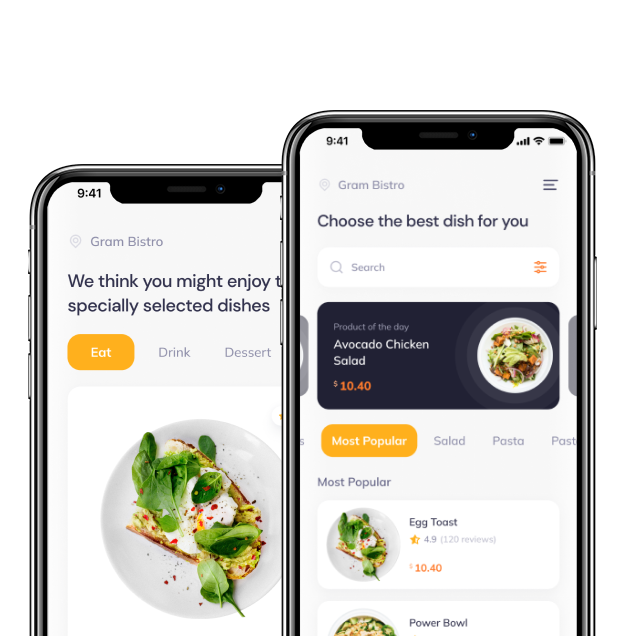 9:41
Gram Bistro
We think you might enjoy t
specially selected dishes
Eat
Drink
Dessert
9:41
Gram Bistro
Choose the best dish for you
Search
Product of the day
Avocado Chicken
Salad
$ 10.40
s
Most Popular
Salad
Pasta
Past
Most Popular
Egg Toast
4.9 (120 reviews)
$ 10.40
Power Bowl